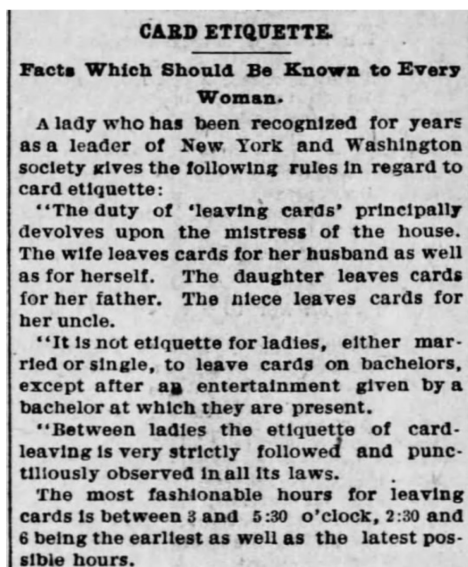 CARD ETIQUETTE.
Facts Which Should Be Known to Every
Woman.
A lady who has been recognized for years
as a leader of New York and Washington
society gives the following rules in regard to
card etiquette:
"The duty of 'leaving cards' principally
devolves upon the mistress of the house.
The wife leaves cards for her husband as well
as for herself. The daughter leaves cards
for her father. The niece leaves cards for
her uncle.
"It is not etiquette for ladies, either mar-
ried or single, to leave cards on bachelors,
except after an entertainment given by a
bachelor at which they are present.
"Between ladies the etiquette of card-
leaving is very strictly followed and punc-
tiliously observed in all its laws.
The most fashionable hours for leaving
cards is between 3 and 5:30 o'clock, 2:30 and
6 being the earliest as well as the latest pos-
sible hours.